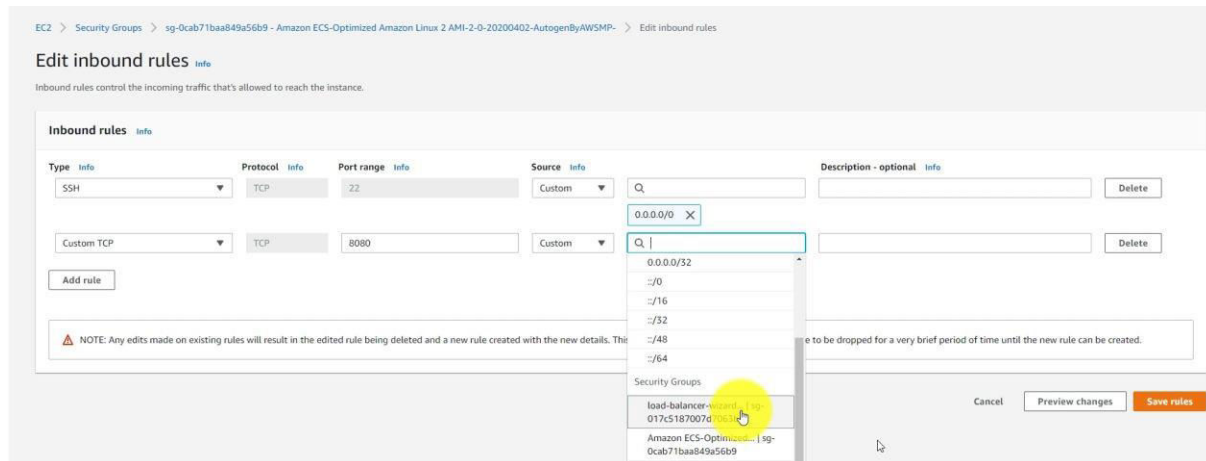 EC2 > Security Groups > sg-0cab71baa849a56b9 - Amazon ECS-Optimized Amazon Linux 2 AMI-2-0-20200402-AutogenByAWSMP- > Edit inbound rules
Edit inbound rules Info
Inbound rules control the incoming traffic that's allowed to reach the instance.
Inbound rules Info
Type Info Protocol Info Port range Info Source Info Description - optional Info
SSH TCP 22 Custom Delete
0.0.0.0/0 X
Custom TCP TCP 8080 Custom Delete
0.0.0.0/32
Add rule
::/0
::/16
::/32
NOTE: Any edits made on existing rules will result in the edited rule being deleted and a new rule created with the new details. e to be dropped for a very brief period of time until the new rule can be created.
::/48
::/64
Security Groups
load-balancer-wizard... | sg-
Cancel Preview changes Save rules
Amazon ECS-Optimized... | sg-
0cab71baa849a56b9